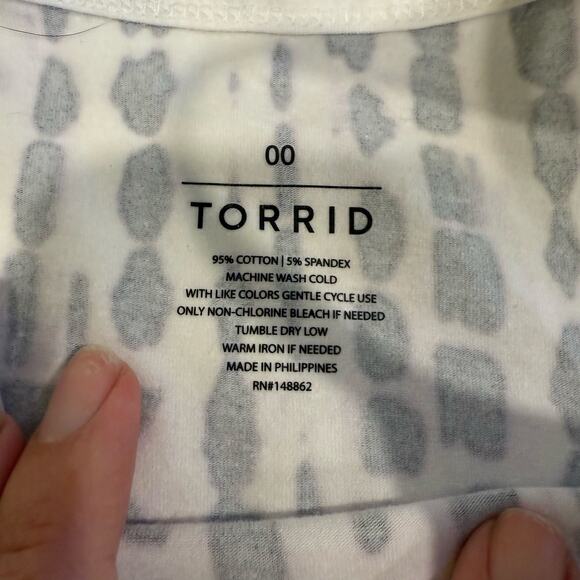 00
TORRID
95% COTTON | 5% SPANDEX
MACHINE WASH COLD
WITH LIKE COLORS GENTLE CYCLE USE
ONLY NON-CHLORINE BLEACH IF NEEDED
TUMBLE DRY LOW
WARM IRON IF NEEDED
MADE IN PHILIPPINES
RN#148862